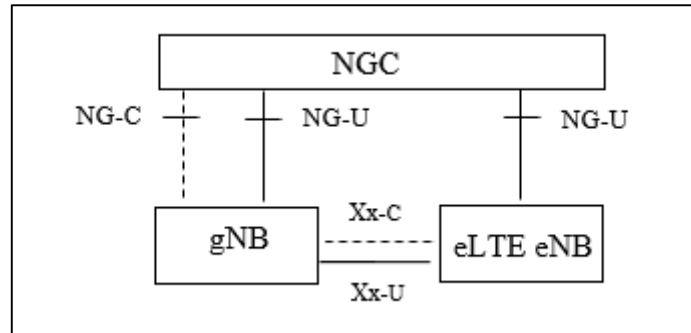 NGC
NG-C
NG-U
NG-U
Xx-C
gNB
eLTE eNB
Xx-U